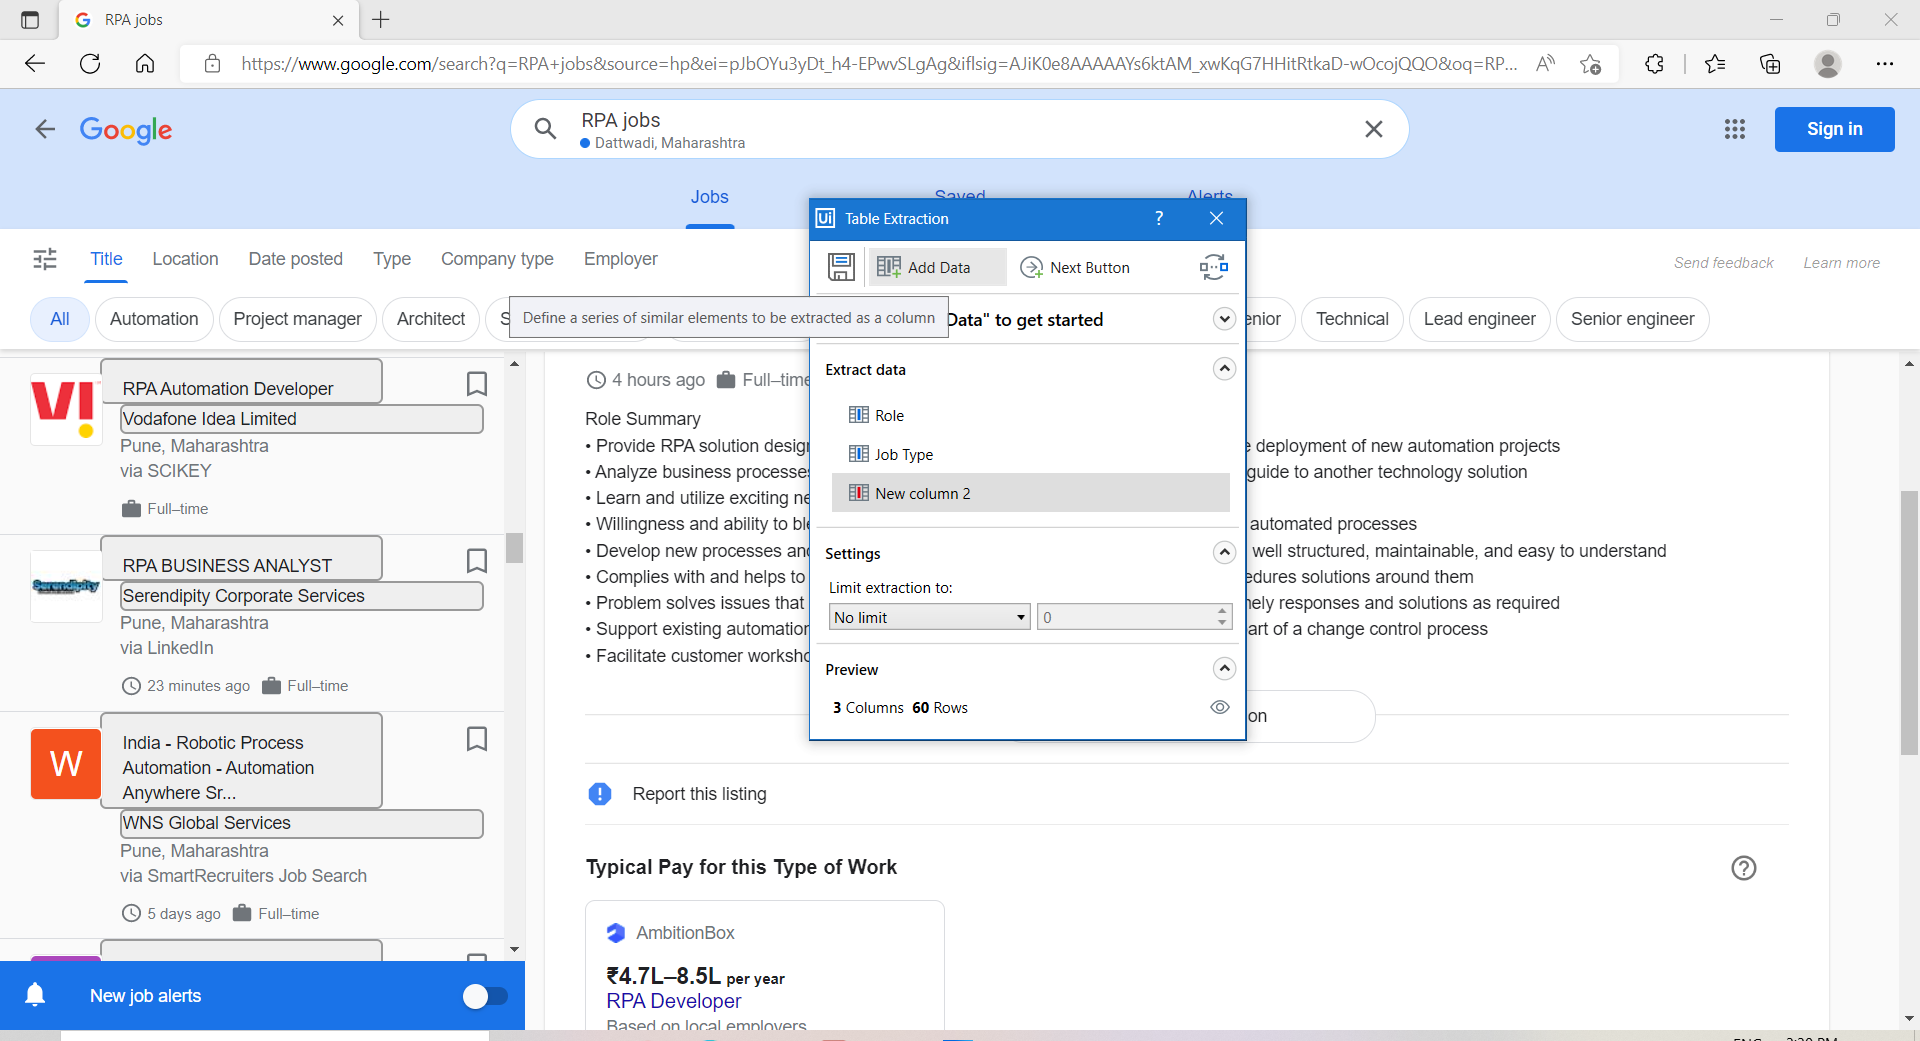 RPA jobs
https://www.google.com/search?q=RPA+jobs&source=hp&ei=pJbOYu3yDt_h4-EPwvSLgAg&iflsig=AJiK0e8AAAAAYs6ktAM_xwKqG7HHitRtkaD-wOcojQQO&oq=RP...
Google
RPA jobs
Dattwadi, Maharashtra
Sign in
Jobs
Saved
Alerts
Title Location Date posted Type Company type Employer
Send feedback Learn more
All Automation Project manager Architect S
enior Technical Lead engineer Senior engineer
Define a series of similar elements to be extracted as a column
RPA Automation Developer
Vodafone Idea Limited
Pune, Maharashtra
via SCIKEY
Full–time
Serendipity
RPA BUSINESS ANALYST
Serendipity Corporate Services
Pune, Maharashtra
via LinkedIn
23 minutes ago Full–time
W
India - Robotic Process
Automation - Automation
Anywhere Sr...
WNS Global Services
Pune, Maharashtra
via SmartRecruiters Job Search
5 days ago Full–time
New job alerts
Ui Table Extraction ?
Add Data Next Button
Data" to get started
Extract data
Role
Job Type
New column 2
Settings
Limit extraction to:
No limit 0
Preview
3 Columns 60 Rows
4 hours ago Full–time
Role Summary
• Provide RPA solution design e deployment of new automation projects
• Analyze business processes guide to another technology solution
• Learn and utilize exciting ne
• Willingness and ability to ble automated processes
• Develop new processes and well structured, maintainable, and easy to understand
• Complies with and helps to edures solutions around them
• Problem solves issues that nely responses and solutions as required
• Support existing automation art of a change control process
• Facilitate customer worksho
on
Report this listing
Typical Pay for this Type of Work
AmbitionBox
₹4.7L–8.5L per year
RPA Developer
Based on local employers